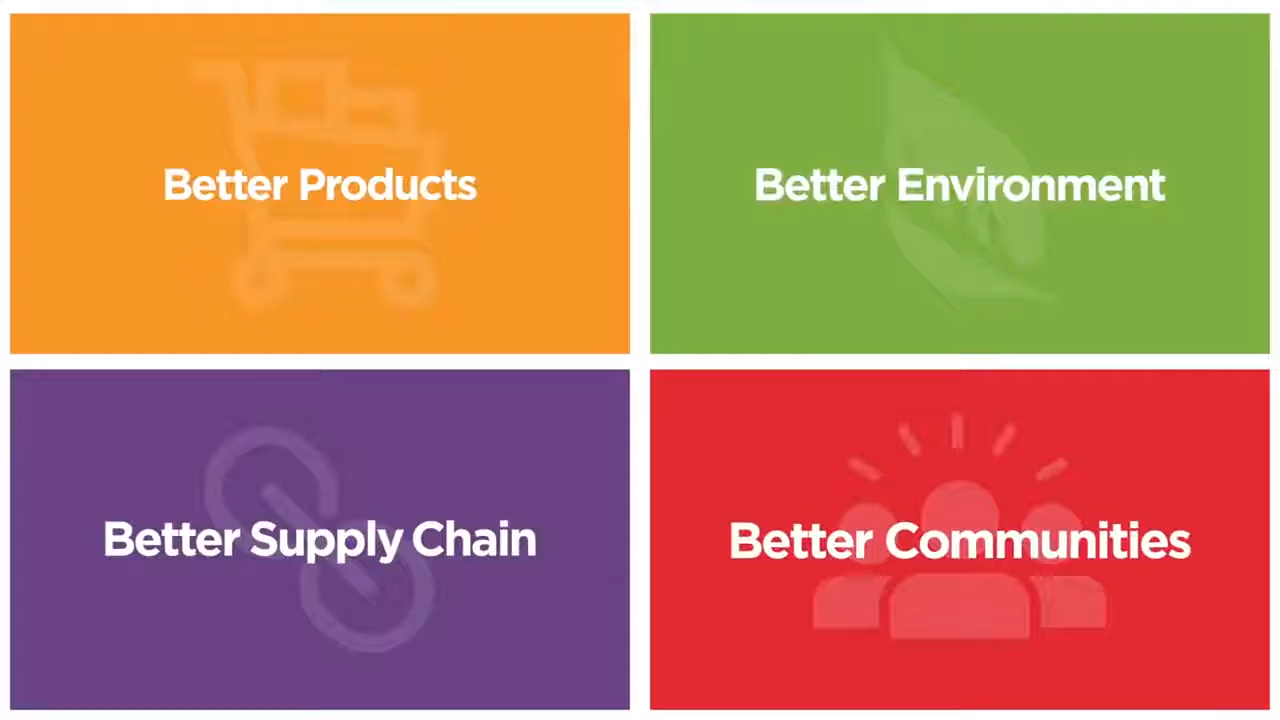 Better Products
Better Environment
Better Supply Chain
Better Communities